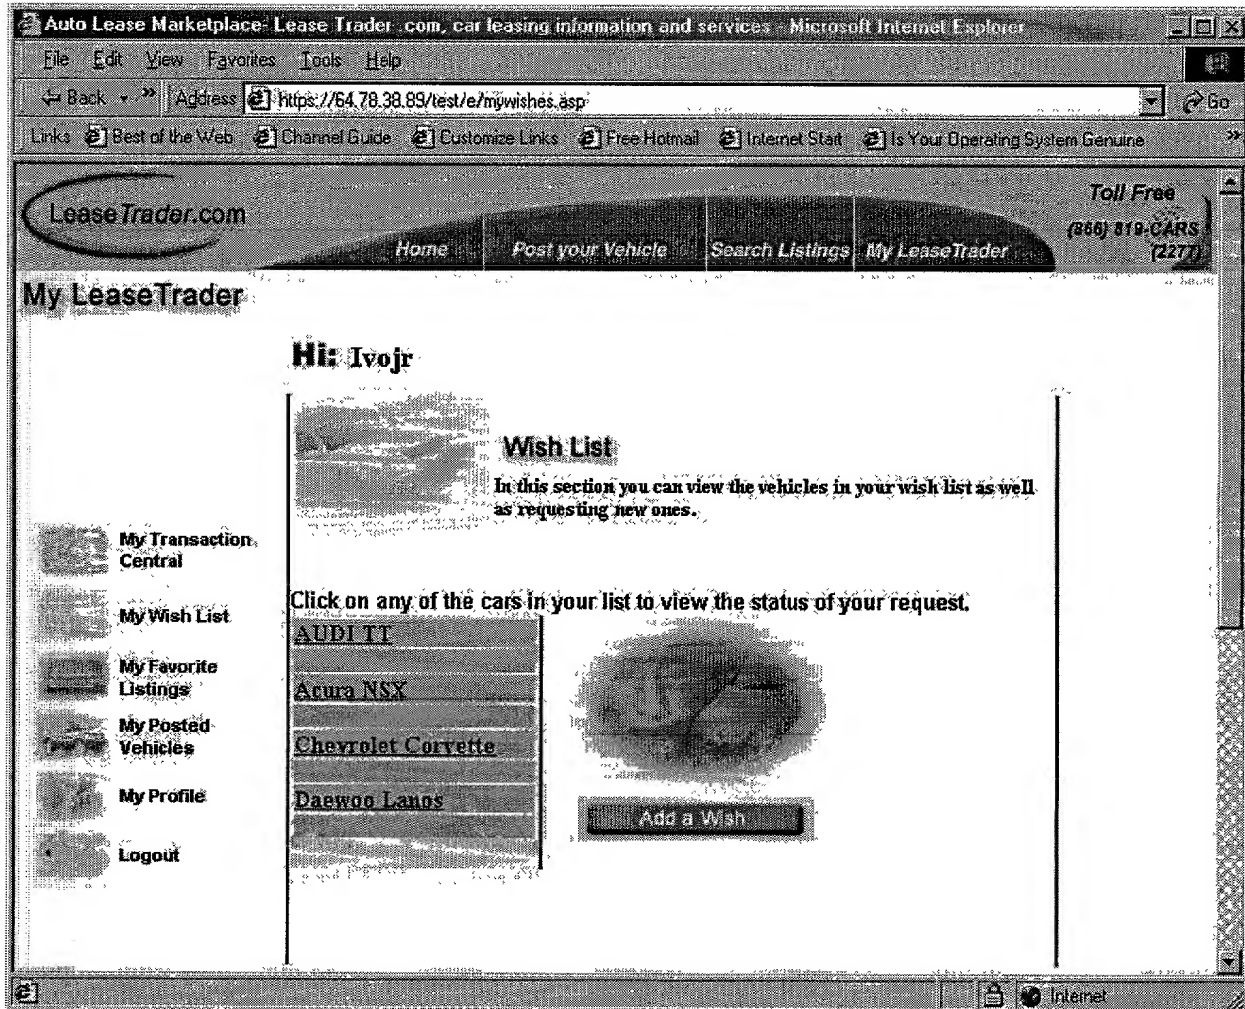 Auto Lease Marketplace- Lease Trader .com, car leasing information and services - Microsoft Internet Explorer
File Edit View Favorites Tools Help
Back » Address https://64.78.38.89/test/e/mywishes.asp Go
Links Best of the Web Channel Guide Customize Links Free Hotmail Internet Start Is Your Operating System Genuine »
LeaseTrader.com
Toll Free
(866) 819-CARS
(2277)
Home Post your Vehicle Search Listings My LeaseTrader
My LeaseTrader
Hi: Ivojr
Wish List
In this section you can view the vehicles in your wish list as well
as requesting new ones.
My Transaction
Central
My Wish List
My Favorite
Listings
My Posted
Vehicles
My Profile
Logout
Click on any of the cars in your list to view the status of your request.
AUDI TT
Acura NSX
Chevrolet Corvette
Daewoo Lanos
Add a Wish
Internet